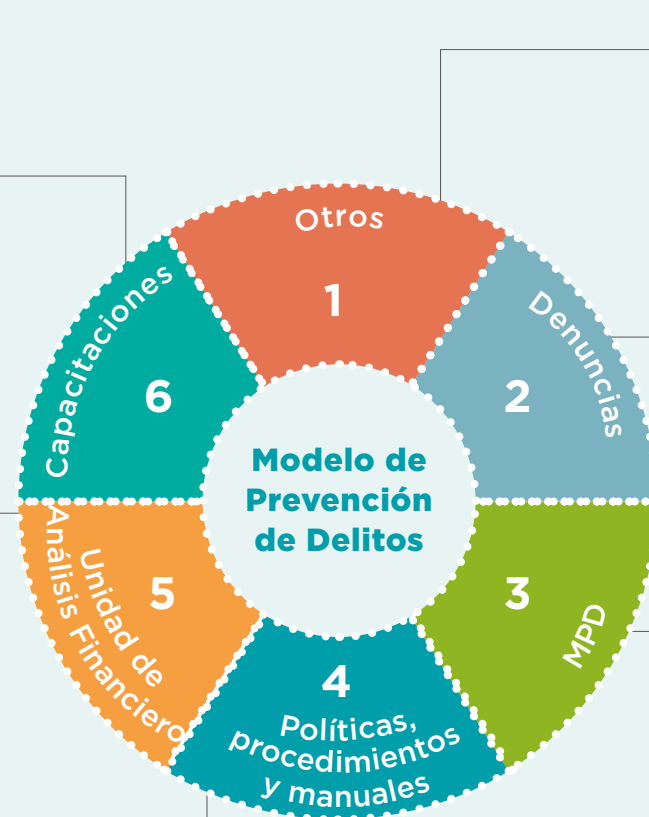 Otros
1
Denuncias
2
3
MPD
4
Políticas,
procedimientos
y manuales
5
Unidad de
Análisis Financiero
6
Capacitaciones
Modelo de
Prevención
de Delitos